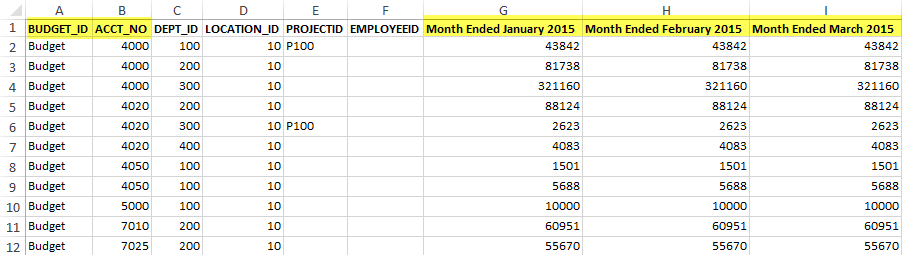 A B C D E F G H I
1 BUDGET_ID ACCT_NO DEPT_ID LOCATION_ID PROJECTID EMPLOYEEID Month Ended January 2015 Month Ended February 2015 Month Ended March 2015
2 Budget 4000 100 10 P100 43842 43842 43842
3 Budget 4000 200 10 81738 81738 81738
4 Budget 4000 300 10 321160 321160 321160
5 Budget 4020 200 10 88124 88124 88124
6 Budget 4020 300 10 P100 2623 2623 2623
7 Budget 4020 400 10 4083 4083 4083
8 Budget 4050 100 10 1501 1501 1501
9 Budget 4050 100 10 5688 5688 5688
10 Budget 5000 100 10 10000 10000 10000
11 Budget 7010 200 10 60951 60951 60951
12 Budget 7025 200 10 55670 55670 55670